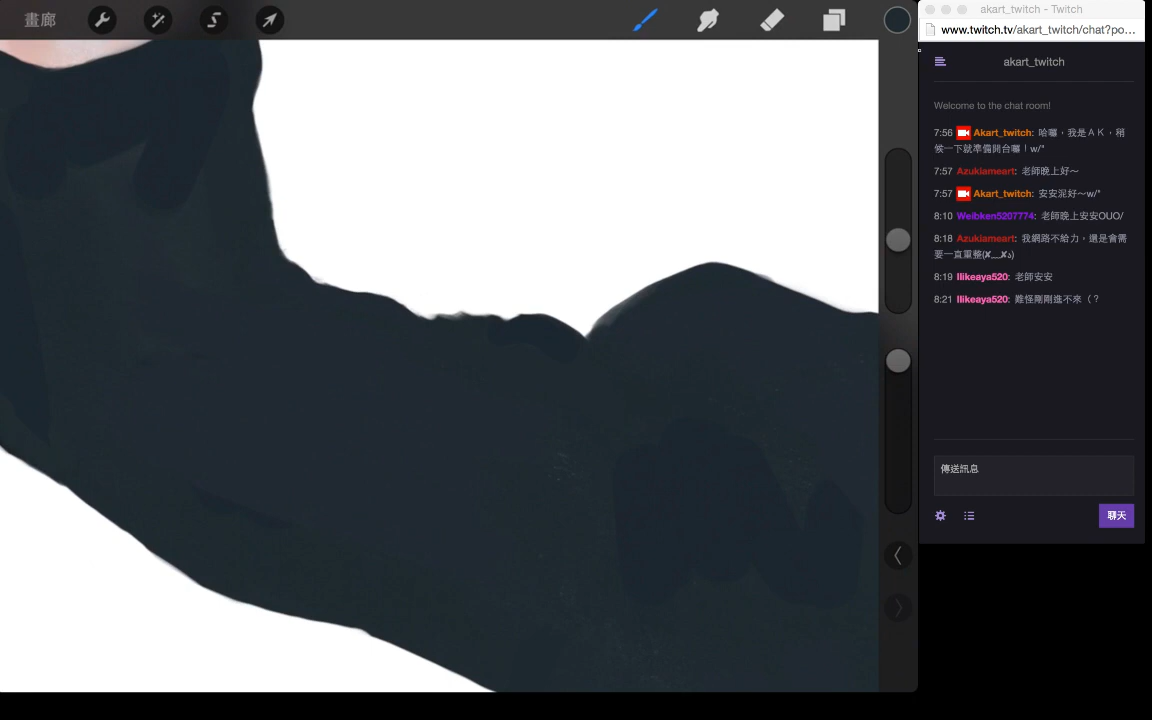 畫廊
akart_twitch - Twitch
www.twitch.tv/akart_twitch/chat?po...
akart_twitch
Welcome to the chat room!
7:56 Akart_twitch: 哈囉，我是ＡＫ，稍
候一下就準備開台囉！w/"
7:57 Azukiameart: 老師晚上好～
7:57 Akart_twitch: 安安泥好～w/"
8:10 Weibken5207774: 老師晚上安安OUO/
8:18 Azukiameart: 我網路不給力，還是會需
要一直重整(✘﹏✘ა)
8:19 Ilikeaya520: 老師安安
8:21 Ilikeaya520: 難怪剛剛進不來（？
傳送訊息
聊天